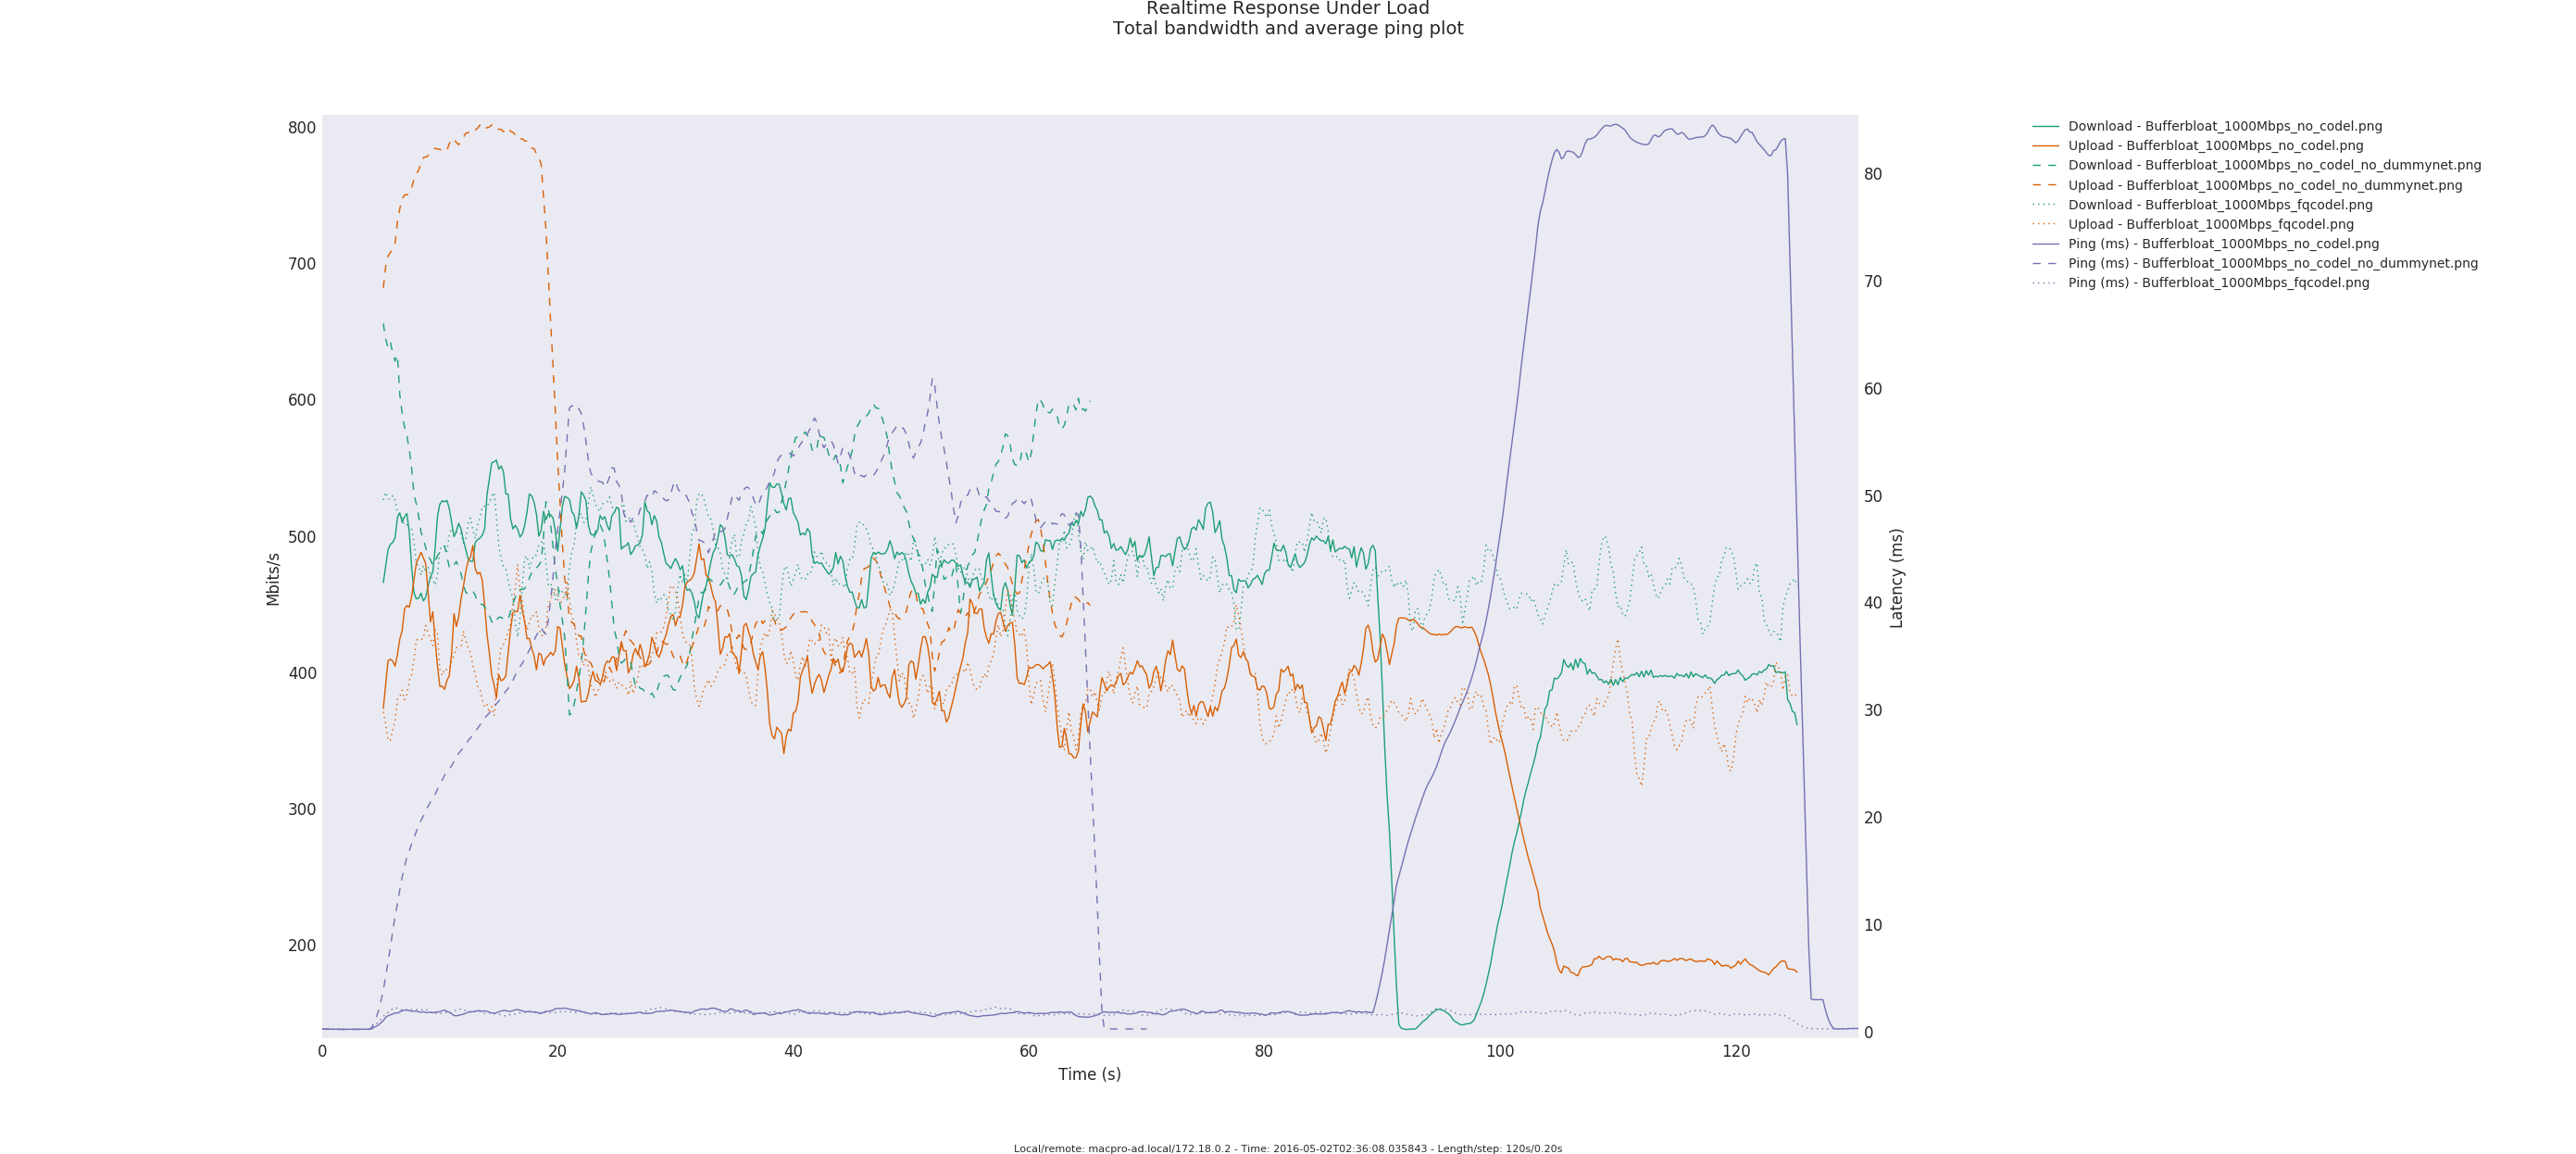 Realtime Response Under Load
Total bandwidth and average ping plot
800
700
600
500
400
300
200
Mbits/s
80
70
60
50
40
30
20
10
0
Latency (ms)
0 20 40 60 80 100 120
Time (s)
Download - Bufferbloat_1000Mbps_no_codel.png
Upload - Bufferbloat_1000Mbps_no_codel.png
Download - Bufferbloat_1000Mbps_no_codel_no_dummynet.png
Upload - Bufferbloat_1000Mbps_no_codel_no_dummynet.png
Download - Bufferbloat_1000Mbps_fqcodel.png
Upload - Bufferbloat_1000Mbps_fqcodel.png
Ping (ms) - Bufferbloat_1000Mbps_no_codel.png
Ping (ms) - Bufferbloat_1000Mbps_no_codel_no_dummynet.png
Ping (ms) - Bufferbloat_1000Mbps_fqcodel.png
Local/remote: macpro-ad.local/172.18.0.2 - Time: 2016-05-02T02:36:08.035843 - Length/step: 120s/0.20s